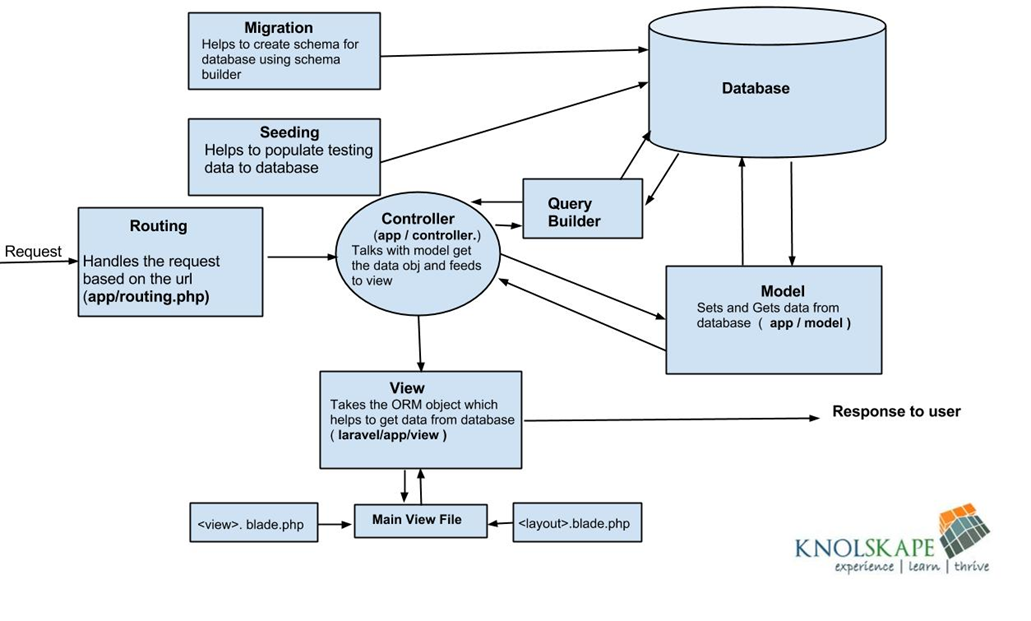 Migration
Helps to create schema for
database using schema
builder
Database
Seeding
Helps to populate testing
data to database
Query
Builder
Controller
(app / controller.)
Talks with model get
the data obj and feeds
to view
Routing
Handles the request
based on the url
(app/routing.php)
Request
Model
Sets and Gets data from
database ( app / model )
View
Takes the ORM object which
helps to get data from database
( laravel/app/view )
Response to user
<view>. blade.php
Main View File
<layout>.blade.php
KNOLSKAPE
experience | learn | thrive